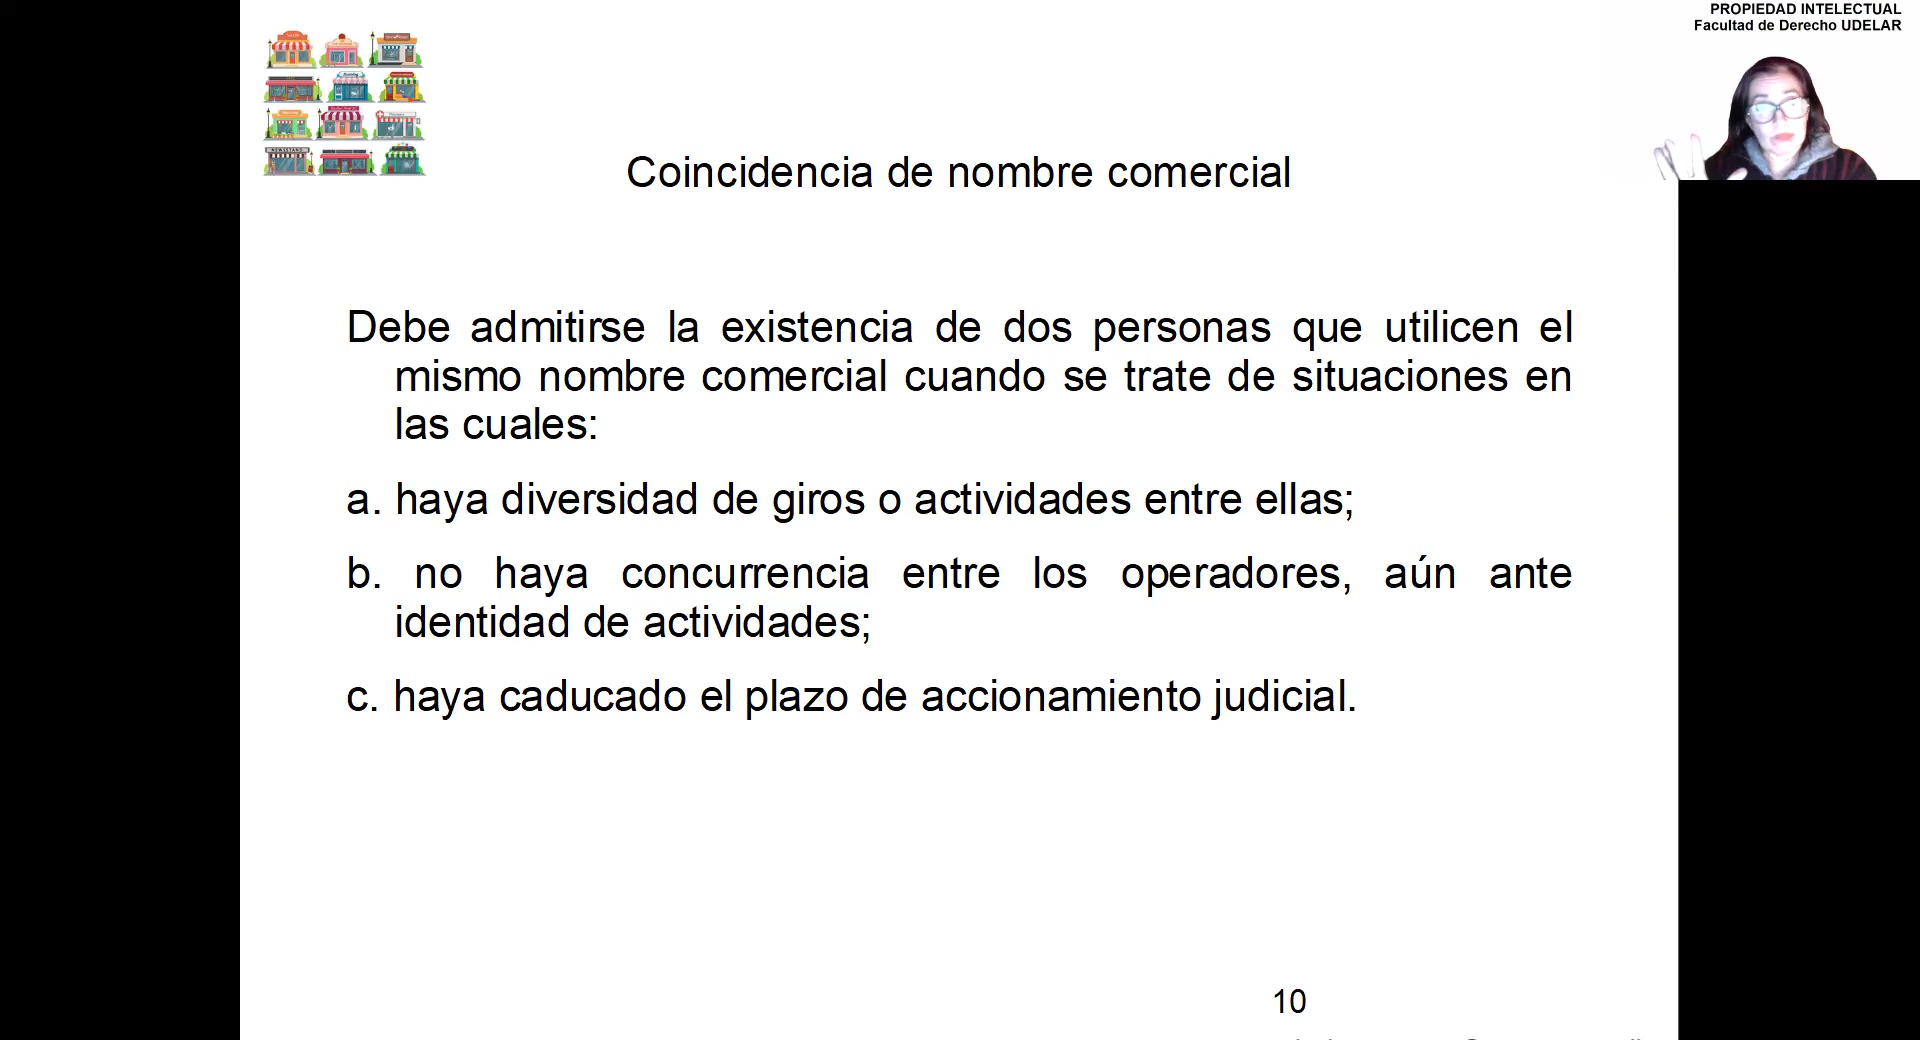 PROPIEDAD INTELECTUAL
Facultad de Derecho UDELAR
Coincidencia de nombre comercial
Debe admitirse la existencia de dos personas que utilicen el
mismo nombre comercial cuando se trate de situaciones en
las cuales:
a. haya diversidad de giros o actividades entre ellas;
b. no haya concurrencia entre los operadores, aún ante
identidad de actividades;
c. haya caducado el plazo de accionamiento judicial.
10